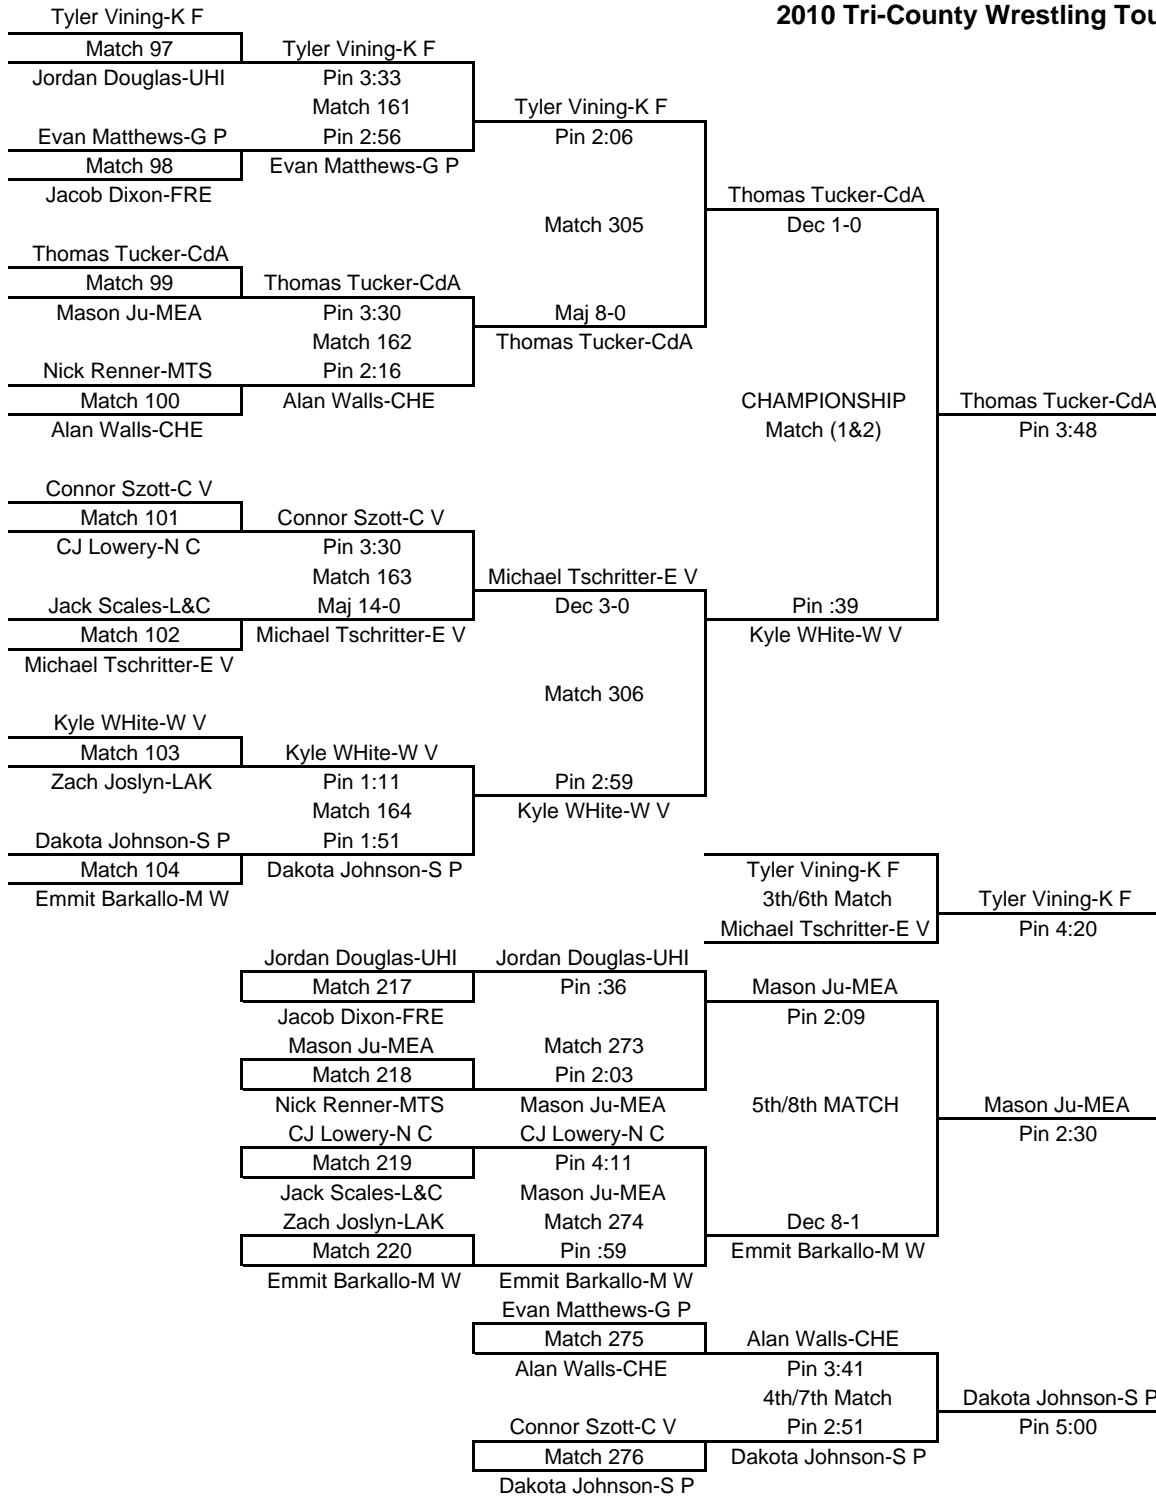 2010 Tri-County Wrestling Tou
Tyler Vining-K F
Match 97 Tyler Vining-K F
Jordan Douglas-UHI Pin 3:33
Match 161 Tyler Vining-K F
Evan Matthews-G P Pin 2:56 Pin 2:06
Match 98 Evan Matthews-G P
Jacob Dixon-FRE Thomas Tucker-CdA
Match 305 Dec 1-0
Thomas Tucker-CdA
Match 99 Thomas Tucker-CdA
Mason Ju-MEA Pin 3:30 Maj 8-0
Match 162 Thomas Tucker-CdA
Nick Renner-MTS Pin 2:16
Match 100 Alan Walls-CHE CHAMPIONSHIP Thomas Tucker-CdA
Alan Walls-CHE Match (1&2) Pin 3:48
Connor Szott-C V
Match 101 Connor Szott-C V
CJ Lowery-N C Pin 3:30
Match 163 Michael Tschritter-E V
Jack Scales-L&C Maj 14-0 Dec 3-0 Pin :39
Match 102 Michael Tschritter-E V Kyle WHite-W V
Michael Tschritter-E V
Match 306
Kyle WHite-W V
Match 103 Kyle WHite-W V
Zach Joslyn-LAK Pin 1:11 Pin 2:59
Match 164 Kyle WHite-W V
Dakota Johnson-S P Pin 1:51
Match 104 Dakota Johnson-S P Tyler Vining-K F
Emmit Barkallo-M W 3th/6th Match Tyler Vining-K F
Michael Tschritter-E V Pin 4:20
Jordan Douglas-UHI Jordan Douglas-UHI
Match 217 Pin :36 Mason Ju-MEA
Jacob Dixon-FRE Pin 2:09
Mason Ju-MEA Match 273
Match 218 Pin 2:03
Nick Renner-MTS Mason Ju-MEA 5th/8th MATCH Mason Ju-MEA
CJ Lowery-N C CJ Lowery-N C Pin 2:30
Match 219 Pin 4:11
Jack Scales-L&C Mason Ju-MEA
Zach Joslyn-LAK Match 274 Dec 8-1
Match 220 Pin :59 Emmit Barkallo-M W
Emmit Barkallo-M W Emmit Barkallo-M W
Evan Matthews-G P
Match 275 Alan Walls-CHE
Alan Walls-CHE Pin 3:41
4th/7th Match Dakota Johnson-S P
Connor Szott-C V Pin 2:51 Pin 5:00
Match 276 Dakota Johnson-S P
Dakota Johnson-S P